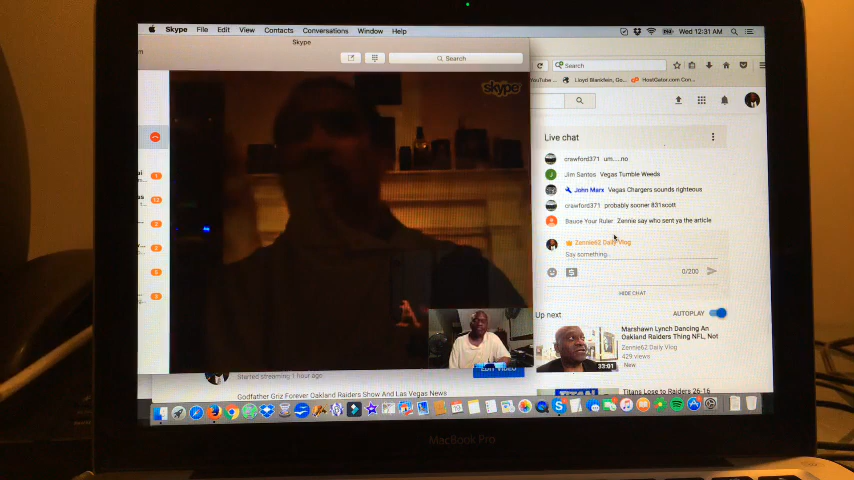 Skype File Edit View Contacts Conversations Window Help
Wed 12:31 AM
Skype
Search
Search
YouTube ...
Lloyd Blankfein, Go...
HostGator.com Con...
skype
Live chat
crawford371 um.....no
Jim Santos Vegas Tumble Weeds
John Marx Vegas Chargers sounds righteous
crawford371 probably sooner 831scott
Bauce Your Ruler Zennie say who sent ya the article
Zennie62 Daily Vlog
Say something...
0/200
HIDE CHAT
Up next
AUTOPLAY
Marshawn Lynch Dancing An
Oakland Raiders Thing NFL, Not
Zennie62 Daily Vlog
429 views
New
33:01
Titans Lose to Raiders 26-16
TITAN
A
EDIT VIDEO
Started streaming 1 hour ago
Godfather Griz Forever Oakland Raiders Show And Las Vegas News
MacBook Pro